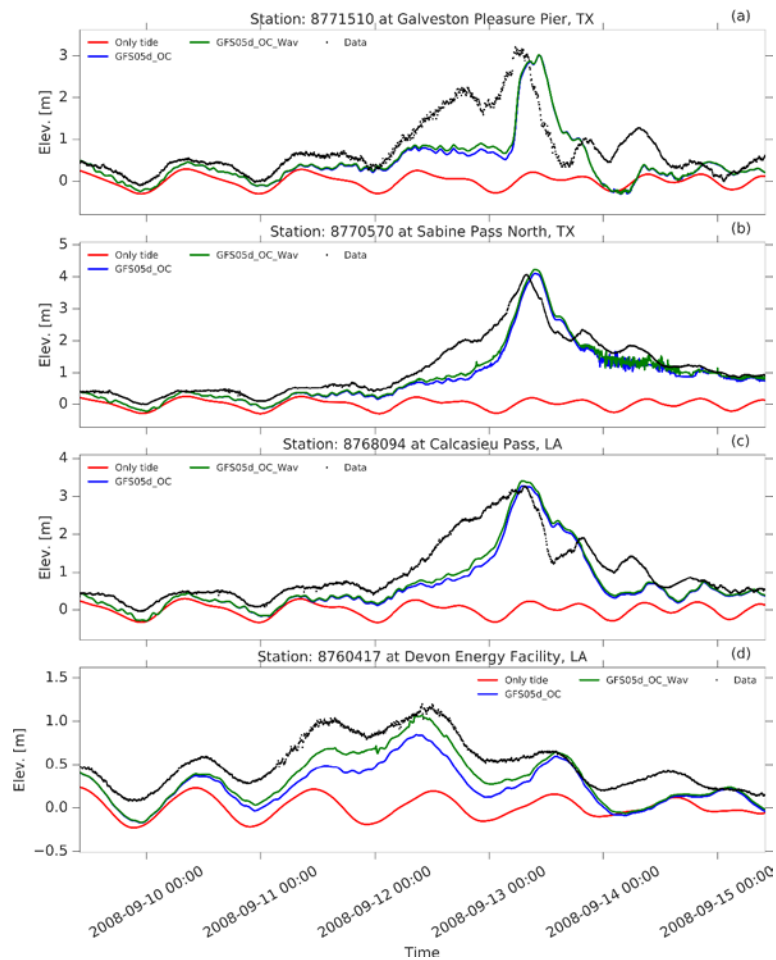 Station: 8771510 at Galveston Pleasure Pier, TX (a)
Only tide GFS05d_OC_Wav Data
GFS05d_OC
3
2
1
0
Elev. [m]
Station: 8770570 at Sabine Pass North, TX (b)
Only tide GFS05d_OC_Wav Data
GFS05d_OC
5
4
3
2
1
0
Elev. [m]
Station: 8768094 at Calcasieu Pass, LA (c)
Only tide GFS05d_OC_Wav Data
GFS05d_OC
4
3
2
1
0
Elev. [m]
Station: 8760417 at Devon Energy Facility, LA (d)
Only tide GFS05d_OC_Wav Data
GFS05d_OC
1.5
1.0
0.5
0.0
−0.5
Elev. [m]
2008-09-10 00:00
2008-09-11 00:00
2008-09-12 00:00
2008-09-13 00:00
2008-09-14 00:00
2008-09-15 00:00
Time